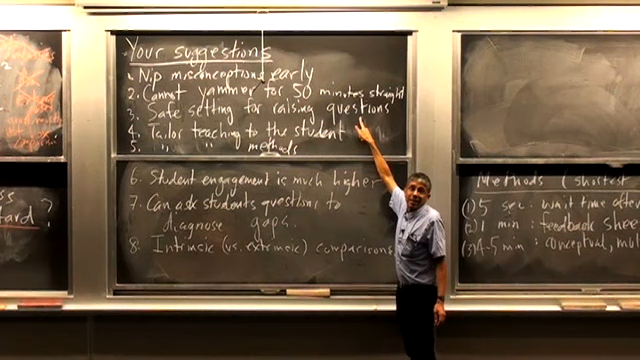 Your suggestions
1. Nip misconceptions early
2. Cannot yammer for 50 minutes straight
3. Safe setting for raising questions
4. Tailor teaching to the student
5. " " methods
6. Student engagement is much higher
7. Can ask students questions to
diagnose gaps.
8. Intrinsic (vs. extrinsic) comparisons
ss
ard?
Methods (shortest
(1) 5 sec: wait time after
(2) 1 min: feedback shee
(3) 4-5 min: conceptual, mul